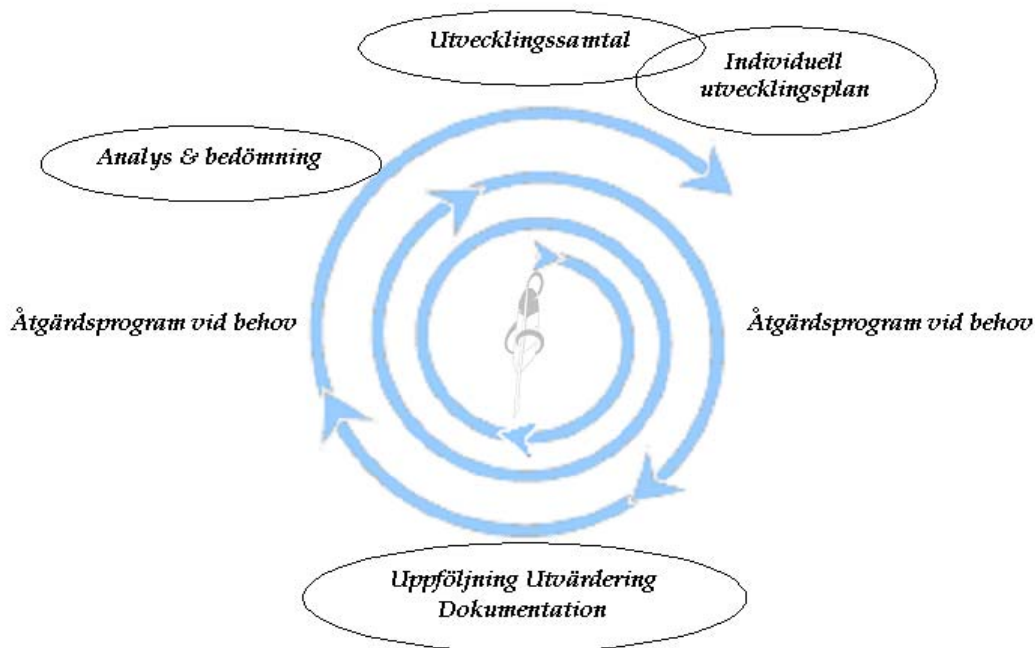 Utvecklingssamtal
Individuell
utvecklingsplan
Analys & bedömning
Åtgärdsprogram vid behov
Åtgärdsprogram vid behov
Uppföljning Utvärdering
Dokumentation